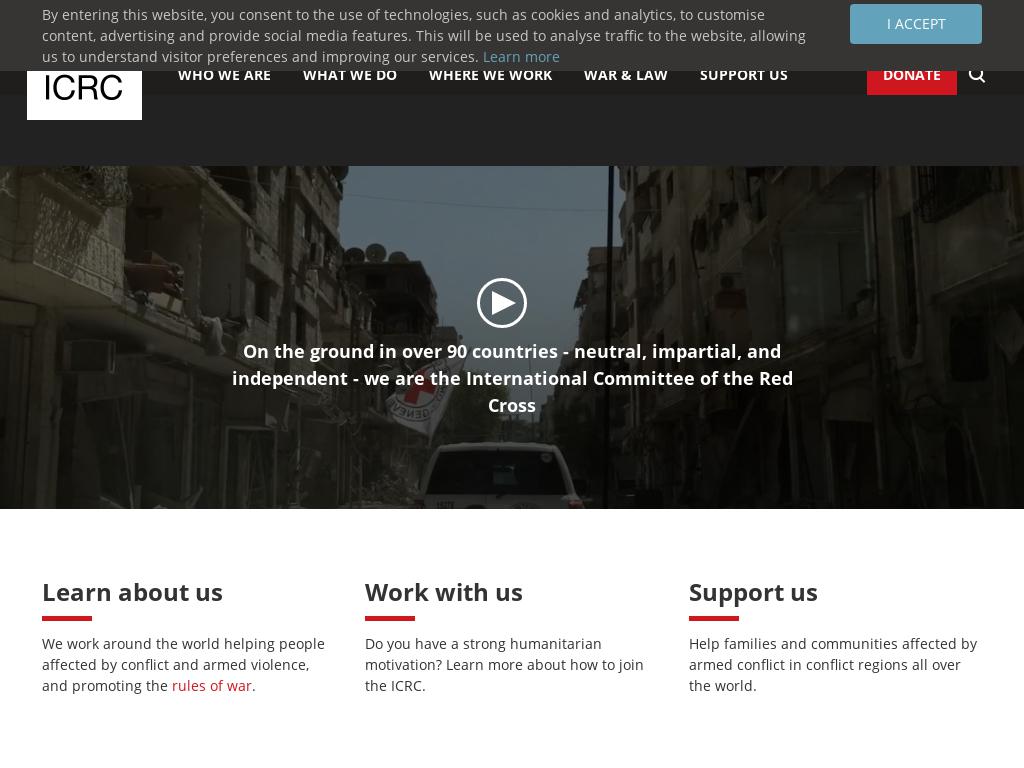 By entering this website, you consent to the use of technologies, such as cookies and analytics, to customise
content, advertising and provide social media features. This will be used to analyse traffic to the website, allowing
us to understand visitor preferences and improving our services. Learn more
I ACCEPT
ICRC
WHO WE ARE
WHAT WE DO
WHERE WE WORK
WAR & LAW
SUPPORT US
DONATE
On the ground in over 90 countries - neutral, impartial, and
independent - we are the International Committee of the Red
Cross
Learn about us
We work around the world helping people
affected by conflict and armed violence,
and promoting the rules of war.
Work with us
Do you have a strong humanitarian
motivation? Learn more about how to join
the ICRC.
Support us
Help families and communities affected by
armed conflict in conflict regions all over
the world.